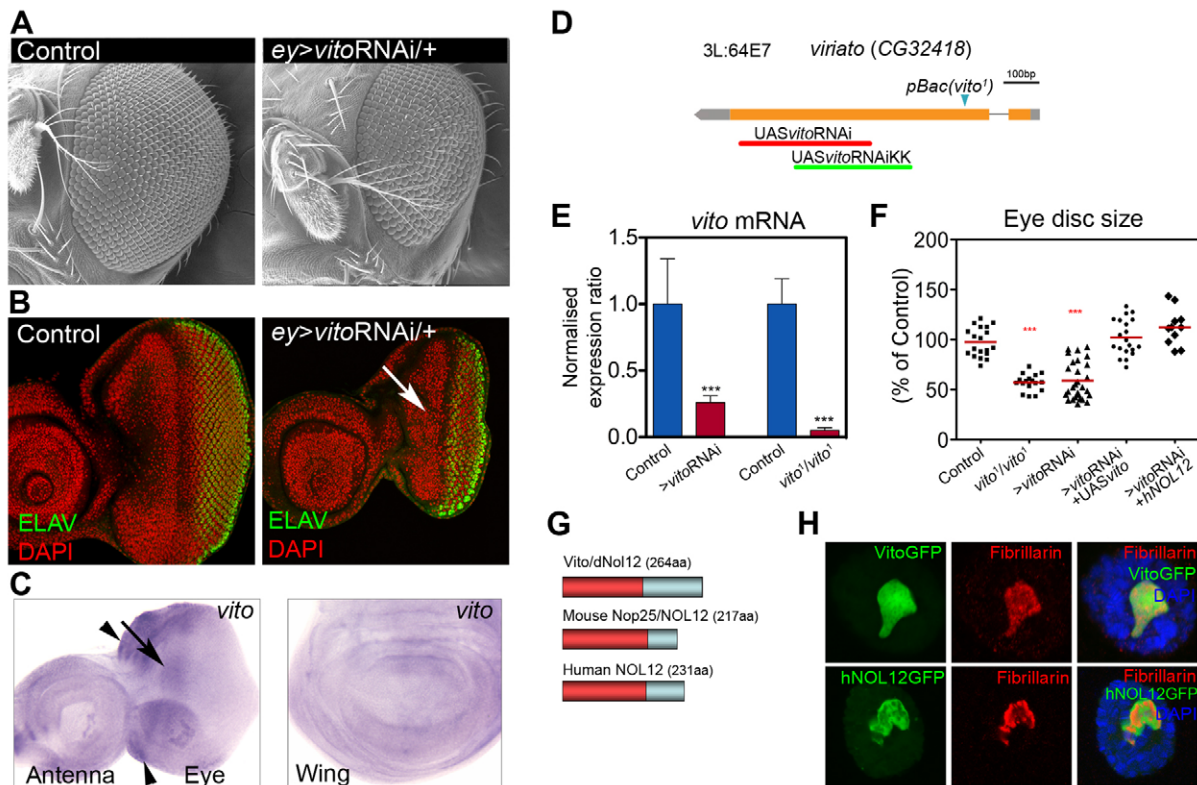 A
Control
ey>vitoRNAi/+
B
Control
ey>vitoRNAi/+
ELAV
DAPI
ELAV
DAPI
C
vito
vito
Antenna
Eye
Wing
D
3L:64E7
viriato (CG32418)
pBac(vito¹)
100bp
UASvitoRNAi
UASvitoRNAiKK
E
vito mRNA
Normalised
expression ratio
1.5
1.0
0.5
0.0
***
***
Control
>vitoRNAi
Control
vito¹/vito¹
F
Eye disc size
(% of Control)
200
150
100
50
0
***
***
Control
vito¹/vito¹
>vitoRNAi
>vitoRNAi
+UASvito
>vitoRNAi
+hNOL12
G
Vito/dNol12 (264aa)
Mouse Nop25/NOL12 (217aa)
Human NOL12 (231aa)
H
VitoGFP
Fibrillarin
Fibrillarin
VitoGFP
DAPI
hNOL12GFP
Fibrillarin
Fibrillarin
hNOL12GFP
DAPI